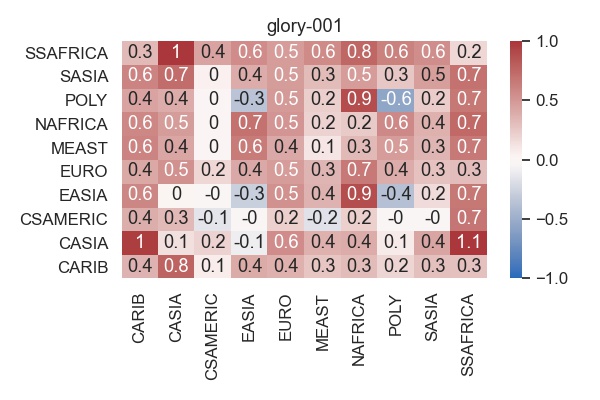 glory-001
SSAFRICA 0.3 1 0.4 0.6 0.5 0.6 0.8 0.6 0.6 0.2
SASIA 0.6 0.7 0 0.4 0.5 0.3 0.5 0.3 0.5 0.7
POLY 0.4 0.4 0 -0.3 0.5 0.2 0.9 -0.6 0.2 0.7
NAFRICA 0.6 0.5 0 0.7 0.5 0.2 0.2 0.6 0.4 0.7
MEAST 0.6 0.4 0 0.6 0.4 0.1 0.3 0.5 0.3 0.7
EURO 0.4 0.5 0.2 0.4 0.5 0.3 0.7 0.4 0.3 0.3
EASIA 0.6 0 -0 -0.3 0.5 0.4 0.9 -0.4 0.2 0.7
CSAMERIC 0.4 0.3 -0.1 -0 0.2 -0.2 0.2 -0 -0 0.7
CASIA 1 0.1 0.2 -0.1 0.6 0.4 0.4 0.1 0.4 1.1
CARIB 0.4 0.8 0.1 0.4 0.4 0.3 0.3 0.2 0.3 0.3
CARIB CASIA CSAMERIC EASIA EURO MEAST NAFRICA POLY SASIA SSAFRICA
1.0
0.5
0.0
−0.5
−1.0